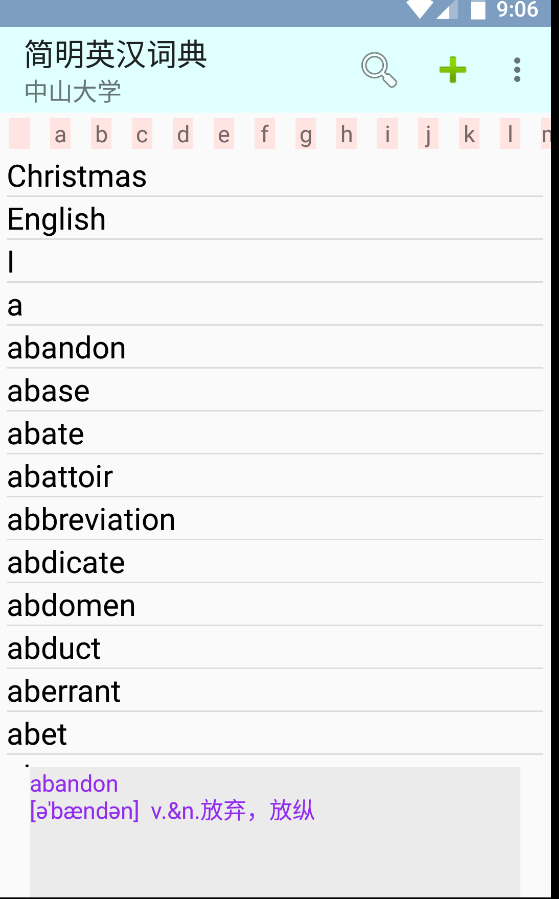 9:06
简明英汉词典
中山大学
a b c d e f g h i j k l
Christmas
English
I
a
abandon
abase
abate
abattoir
abbreviation
abdicate
abdomen
abduct
aberrant
abet
abandon
[ə'bændən] v.&n.放弃，放纵